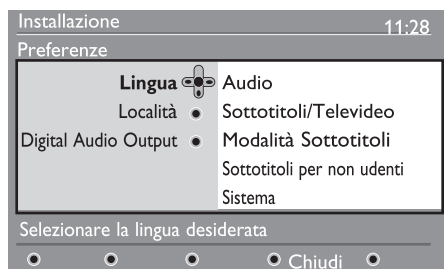 Installazione 11:28
Preferenze
Lingua Audio
Località Sottotitoli/Televideo
Digital Audio Output Modalità Sottotitoli
Sottotitoli per non udenti
Sistema
Selezionare la lingua desiderata
Chiudi